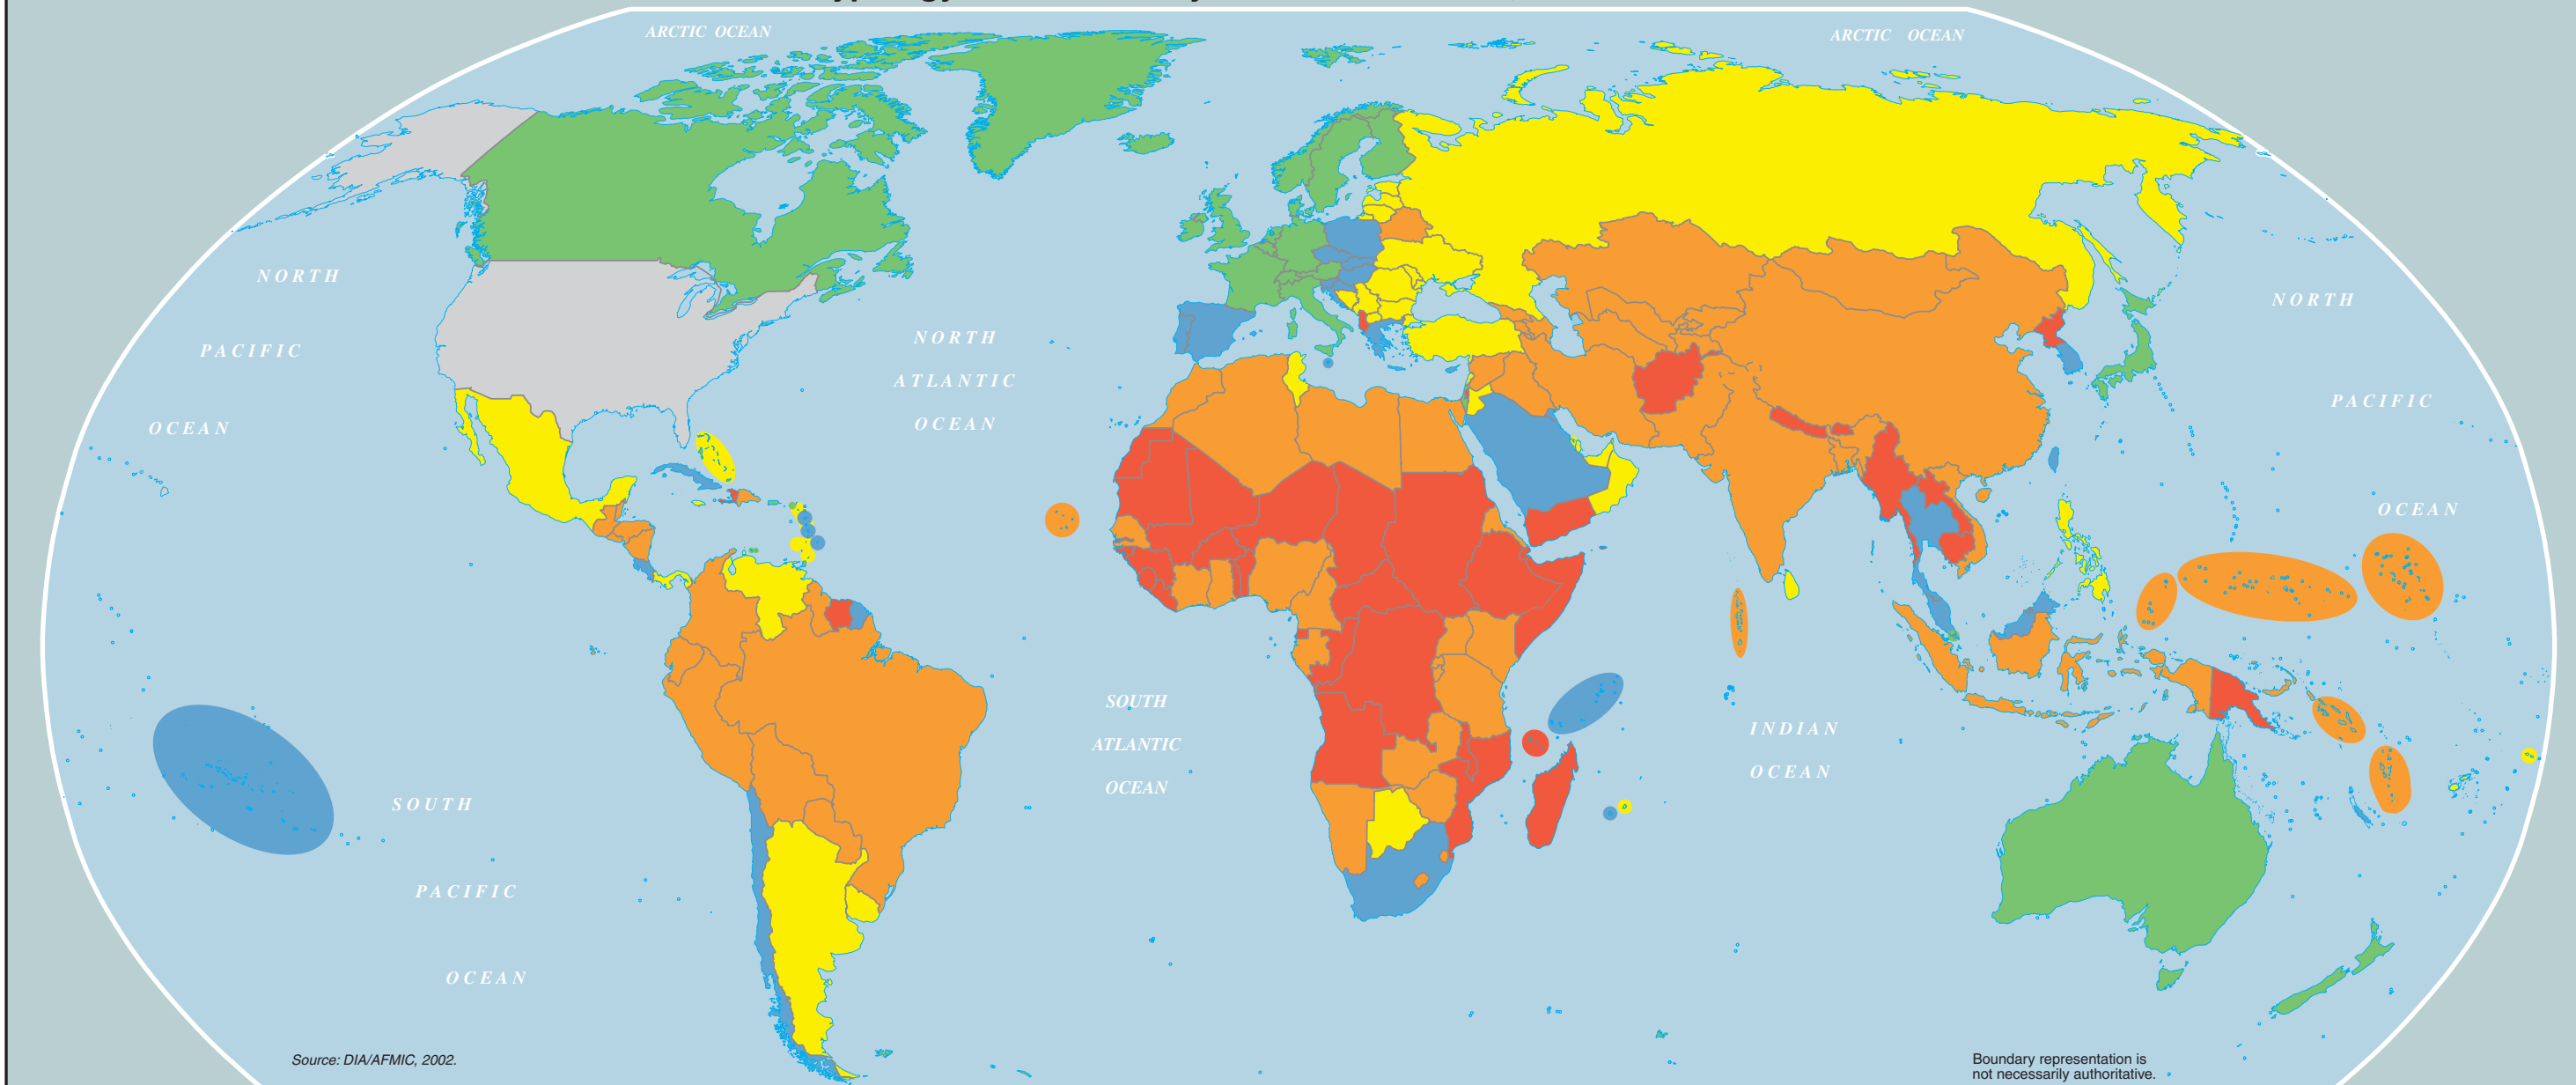 ARCTIC OCEAN
ARCTIC OCEAN
NORTH
PACIFIC
OCEAN
NORTH
ATLANTIC
OCEAN
NORTH
PACIFIC
OCEAN
SOUTH
ATLANTIC
OCEAN
INDIAN
OCEAN
SOUTH
PACIFIC
OCEAN
Source: DIA/AFMIC, 2002.
Boundary representation is
not necessarily authoritative.